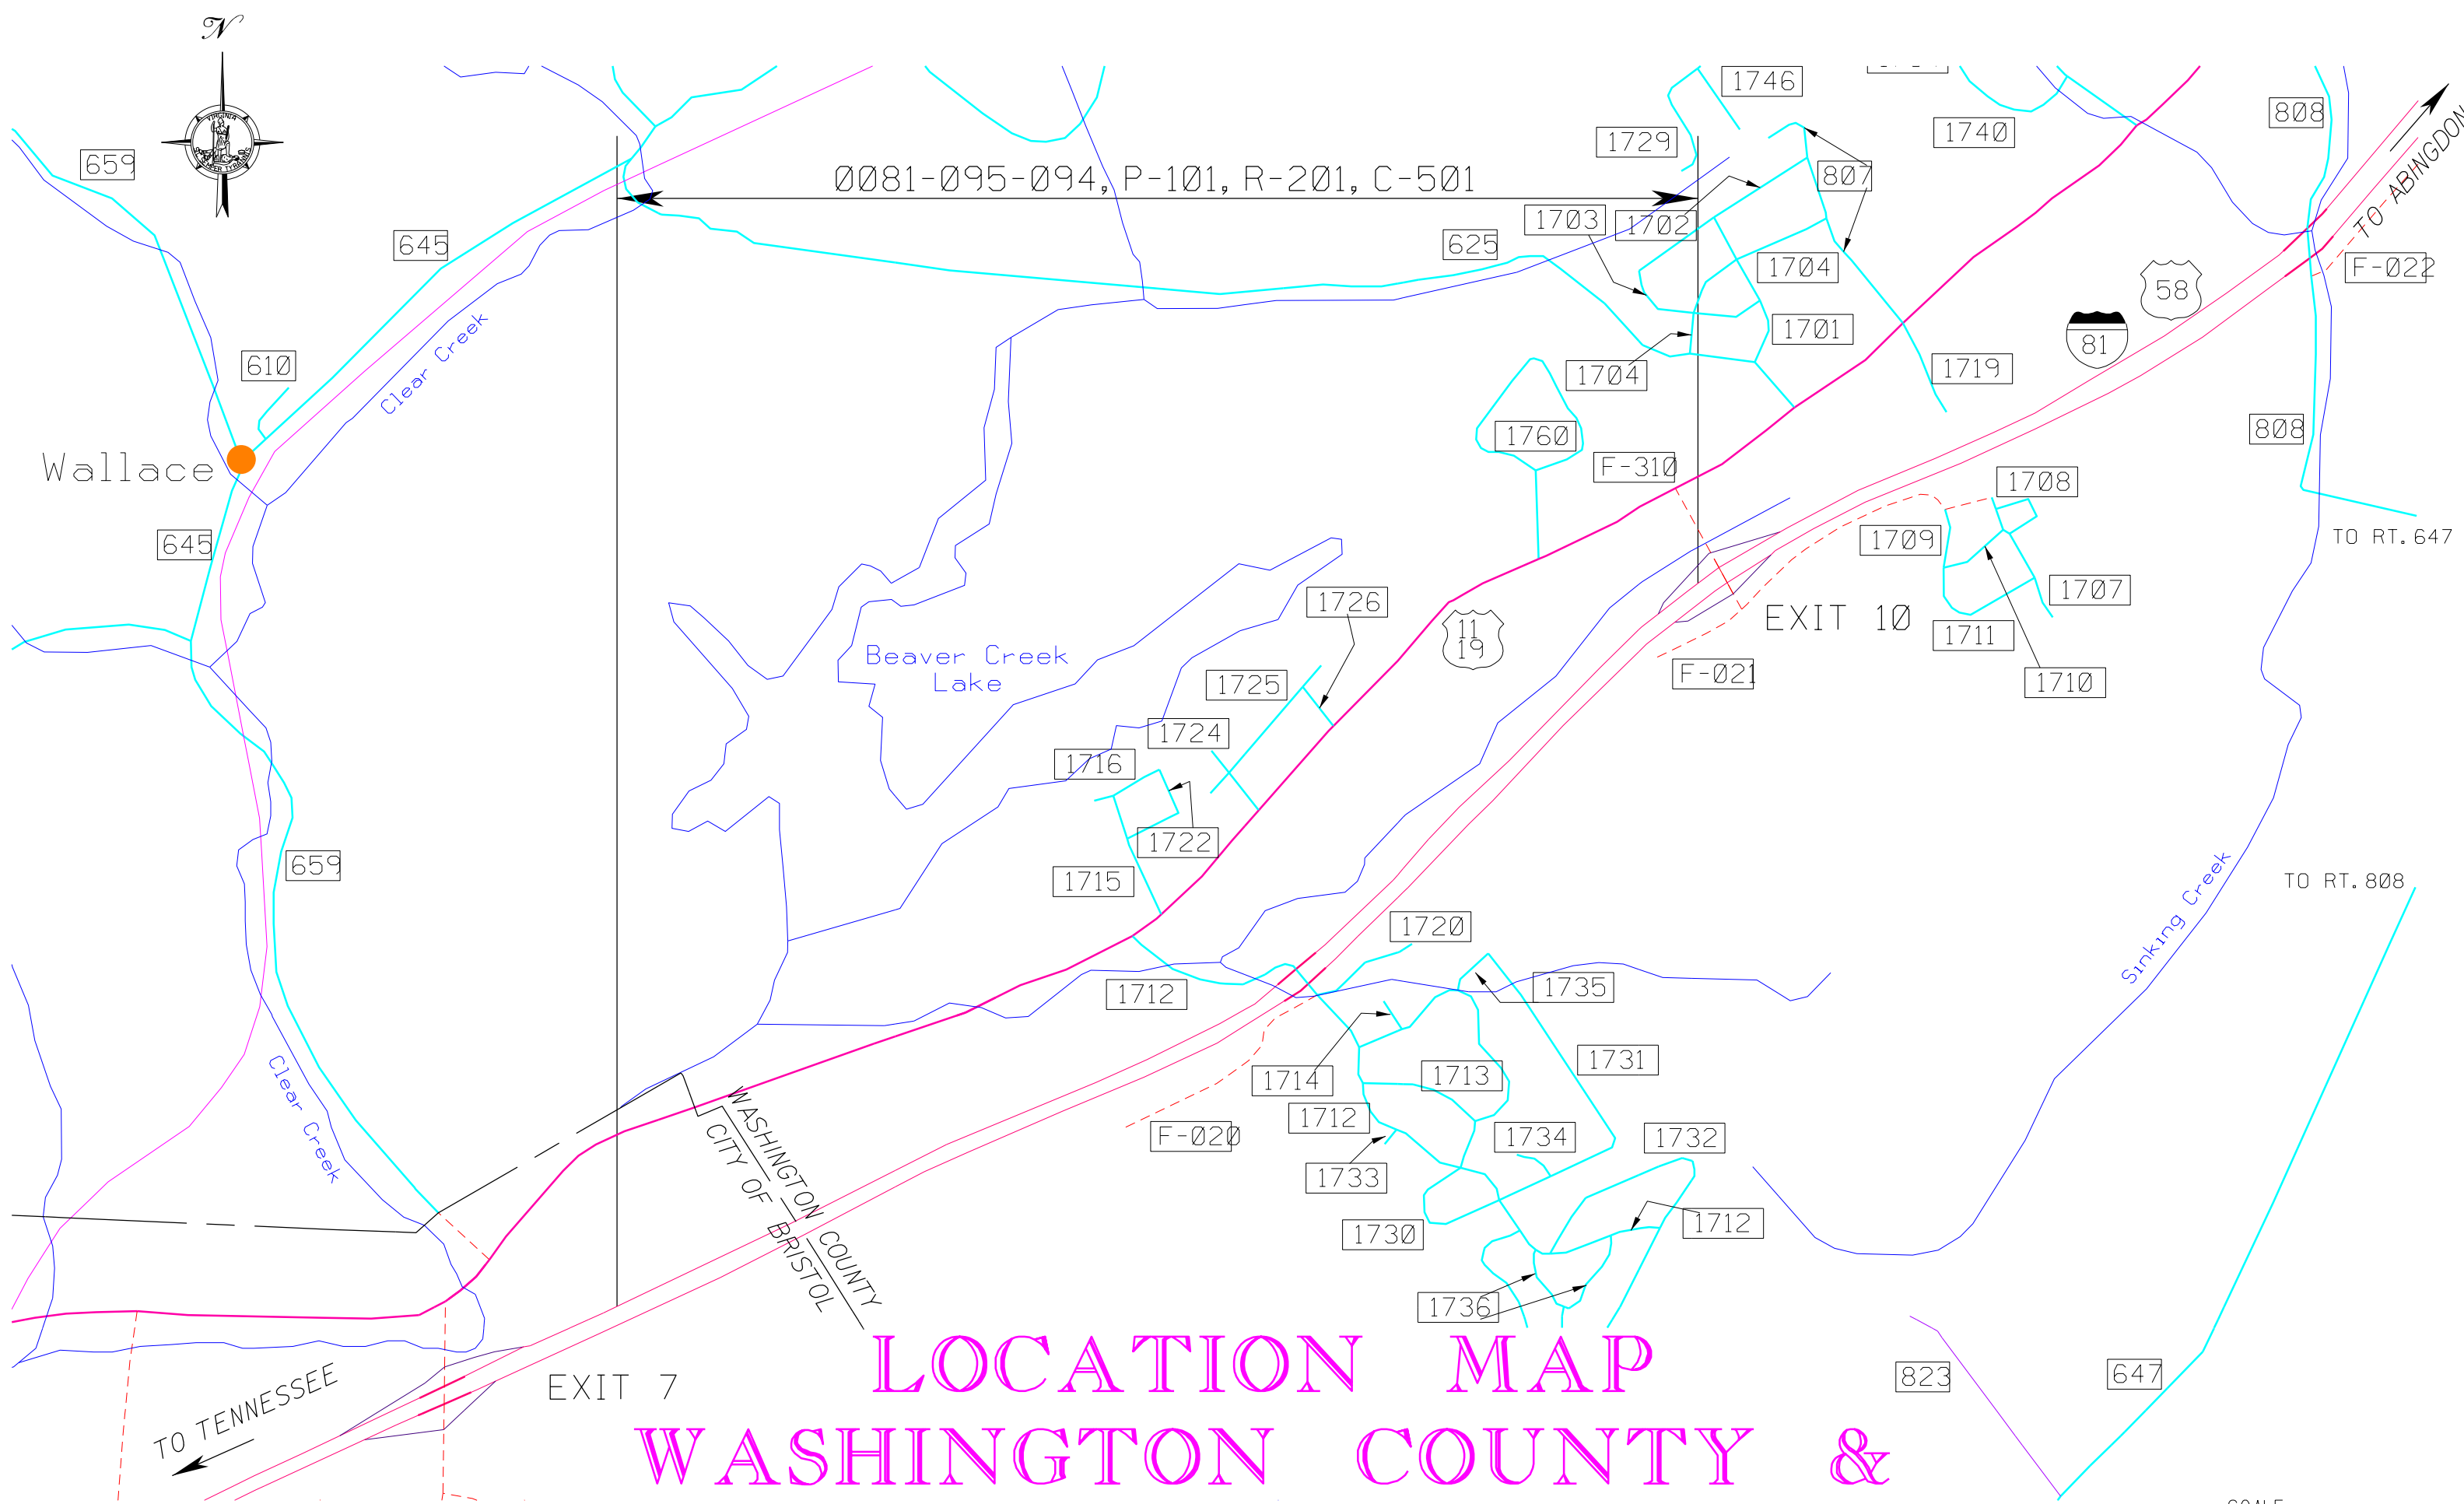 N
VIRGINIA
1746
1729
1740
808
659
0081-095-094, P-101, R-201, C-501
807
TO ABINGDON
1703
1702
645
625
1704
F-022
58
610
Clear Creek
1701
81
1704
1719
1760
808
Wallace
F-310
1708
645
1709
TO RT. 647
1726
1707
EXIT 10
11
19
1711
Beaver Creek
Lake
F-021
1710
1725
1724
1716
1722
659
1715
TO RT. 808
1720
Sinking Creek
1712
1735
1714
1713
1731
Clear Creek
1712
F-020
1734
1732
WASHINGTON COUNTY
CITY OF BRISTOL
1733
1712
1730
1736
LOCATION MAP
823
647
TO TENNESSEE
EXIT 7
WASHINGTON COUNTY &